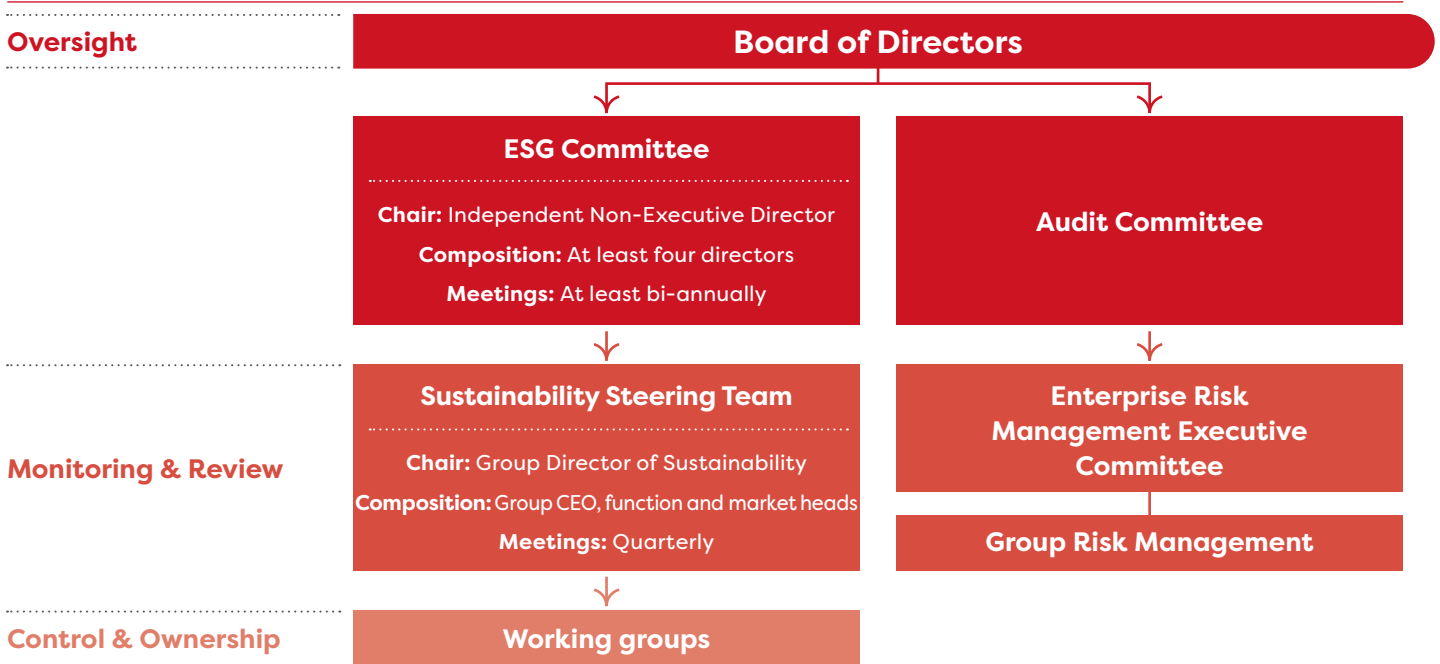 Oversight
Board of Directors
ESG Committee
Chair: Independent Non-Executive Director
Composition: At least four directors
Meetings: At least bi-annually
Audit Committee
Monitoring & Review
Sustainability Steering Team
Chair: Group Director of Sustainability
Composition: Group CEO, function and market heads
Meetings: Quarterly
Enterprise Risk
Management Executive
Committee
Group Risk Management
Control & Ownership
Working groups